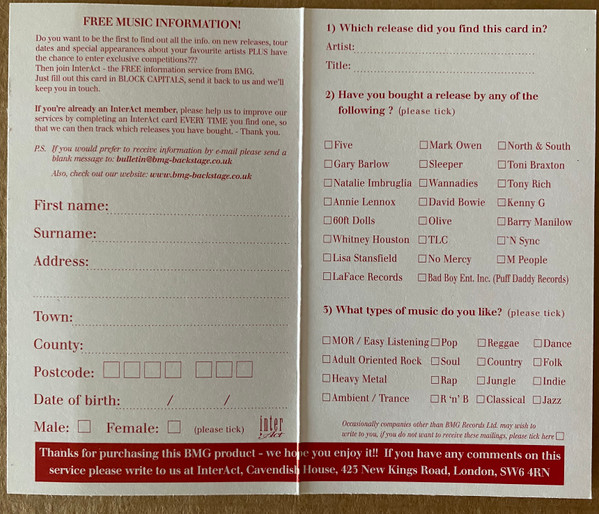 FREE MUSIC INFORMATION!
Do you want to be the first to find out all the info. on new releases, tour
dates and special appearances about your favourite artists PLUS have
the chance to enter exclusive competitions???
Then join InterAct - the FREE information service from BMG.
Just fill out this card in BLOCK CAPITALS, send it back to us and we'll
keep you in touch.
If you're already an InterAct member, please help us to improve our
services by completing an InterAct card EVERY TIME you find one, so
that we can then track which releases you have bought. - Thank you.
P.S. If you would prefer to receive information by e-mail please send a
blank message to: bulletin@bmg-backstage.co.uk
Also, check out our website: www.bmg-backstage.co.uk
First name:
Surname:
Address:
Town:
County:
Postcode:
Date of birth: / /
Male: Female: (please tick)
inter
Act
1) Which release did you find this card in?
Artist:
Title:
2) Have you bought a release by any of the
following ? (please tick)
Five Mark Owen North & South
Gary Barlow Sleeper Toni Braxton
Natalie Imbruglia Wannadies Tony Rich
Annie Lennox David Bowie Kenny G
60ft Dolls Olive Barry Manilow
Whitney Houston TLC 'N Sync
Lisa Stansfield No Mercy M People
LaFace Records Bad Boy Ent. Inc. (Puff Daddy Records)
3) What types of music do you like? (please tick)
MOR / Easy Listening Pop Reggae Dance
Adult Oriented Rock Soul Country Folk
Heavy Metal Rap Jungle Indie
Ambient / Trance R 'n' B Classical Jazz
Occasionally companies other than BMG Records Ltd. may wish to
write to you, if you do not want to receive these mailings, please tick here
Thanks for purchasing this BMG product - we hope you enjoy it!! If you have any comments on this
service please write to us at InterAct, Cavendish House, 423 New Kings Road, London, SW6 4RN